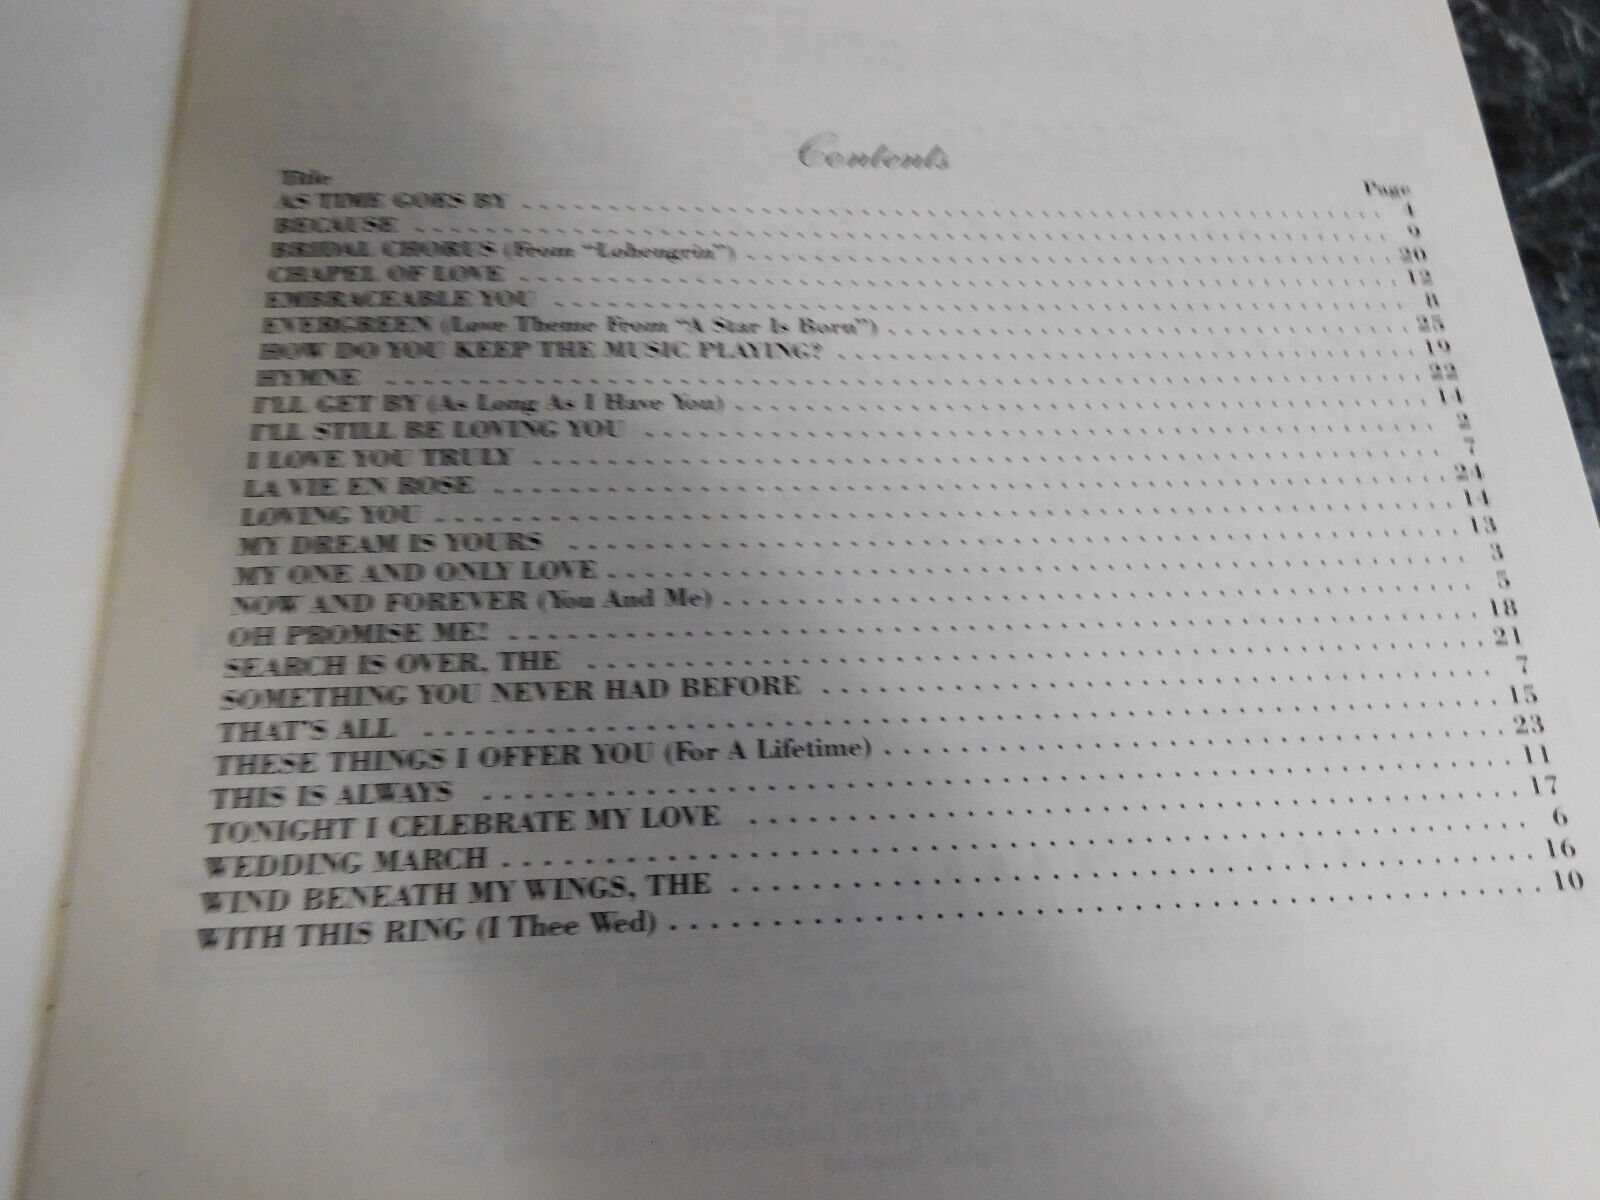 Contents
Title Page
AS TIME GOES BY 4
BECAUSE 9
BRIDAL CHORUS (From "Lohengrin") 20
CHAPEL OF LOVE 12
EMBRACEABLE YOU 8
EVERGREEN (Love Theme From "A Star Is Born") 25
HOW DO YOU KEEP THE MUSIC PLAYING? 19
HYMNE 22
I'LL GET BY (As Long As I Have You) 14
I'LL STILL BE LOVING YOU 2
I LOVE YOU TRULY 7
LA VIE EN ROSE 24
LOVING YOU 14
MY DREAM IS YOURS 13
MY ONE AND ONLY LOVE 3
NOW AND FOREVER (You And Me) 5
OH PROMISE ME! 18
SEARCH IS OVER, THE 21
SOMETHING YOU NEVER HAD BEFORE 7
THAT'S ALL 15
THESE THINGS I OFFER YOU (For A Lifetime) 23
THIS IS ALWAYS 11
TONIGHT I CELEBRATE MY LOVE 17
WEDDING MARCH 6
WIND BENEATH MY WINGS, THE 16
WITH THIS RING (I Thee Wed) 10